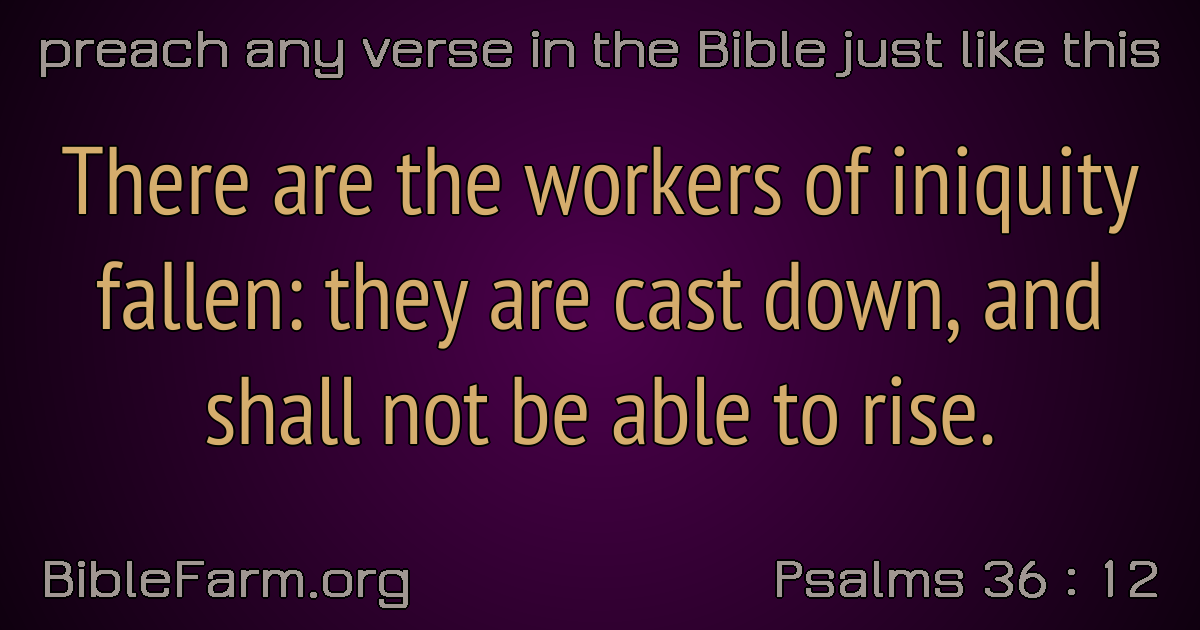 preach any verse in the Bible just like this
There are the workers of iniquity
fallen: they are cast down, and
shall not be able to rise.
BibleFarm.org
Psalms 36 : 12